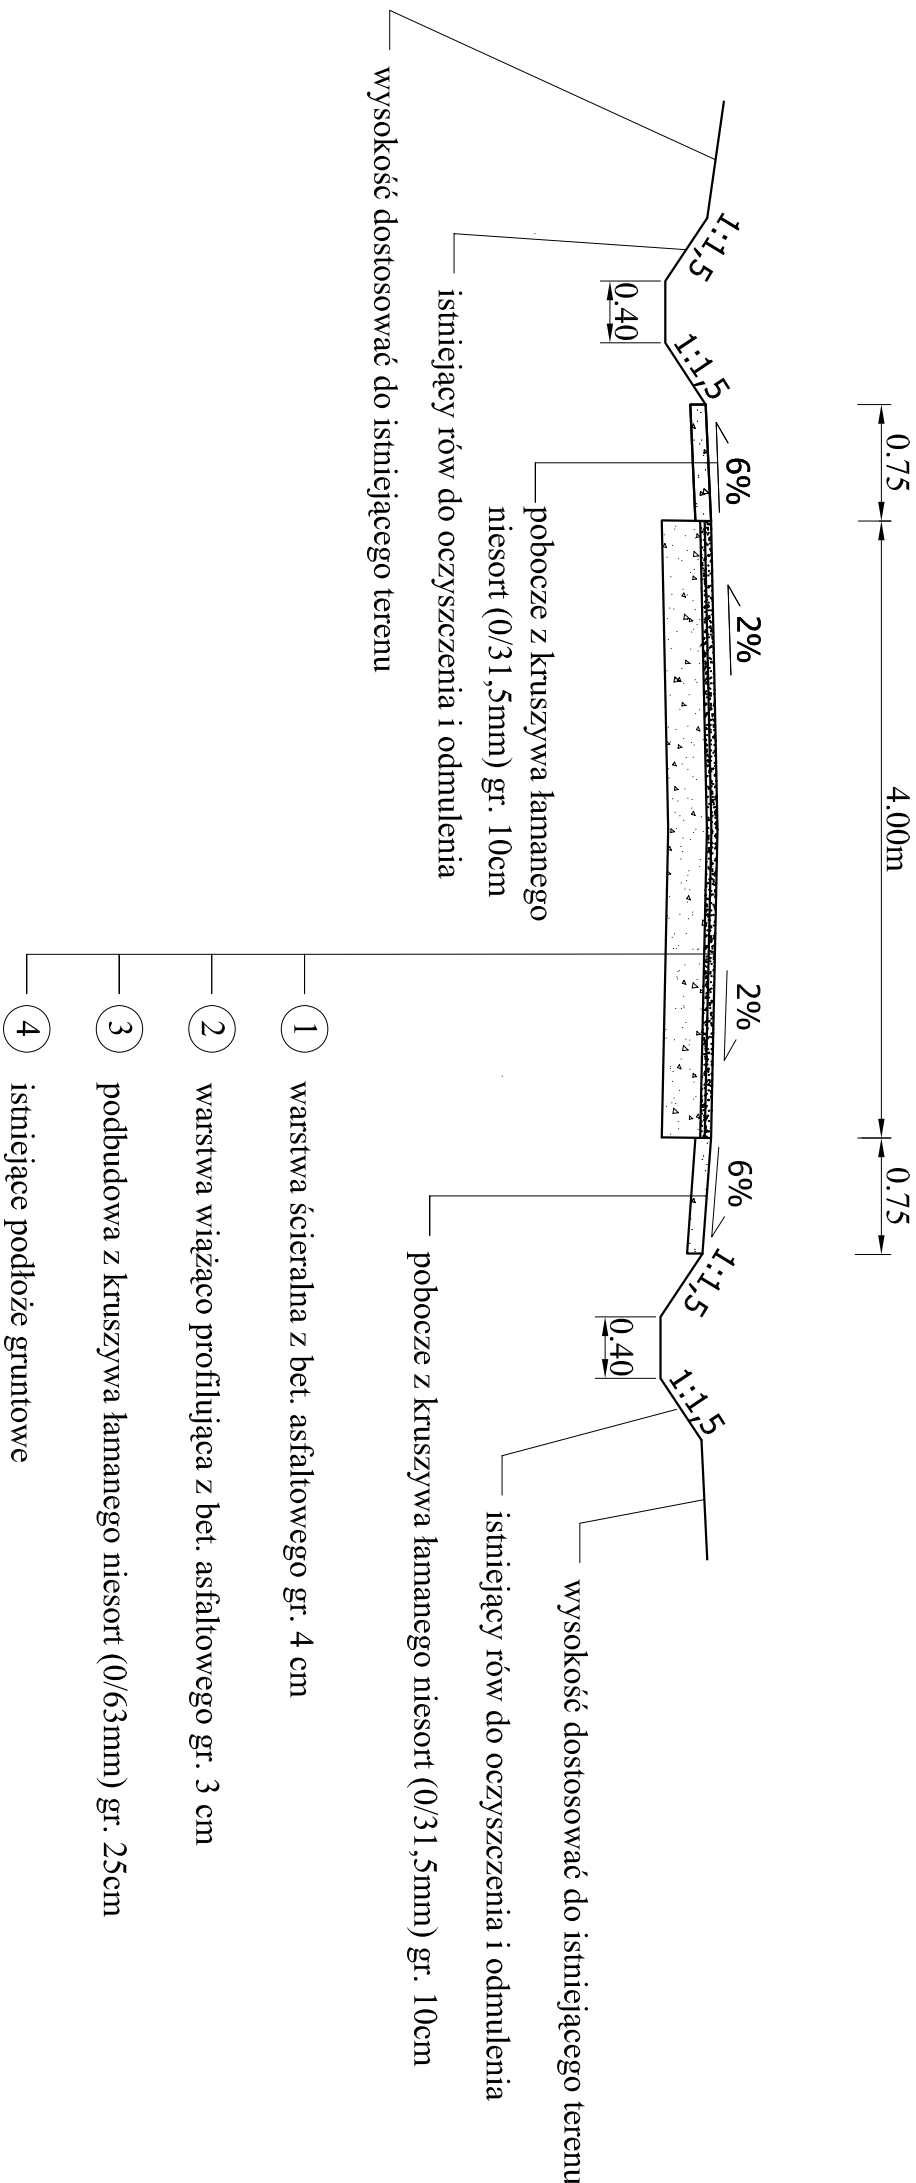 0.75
4.00m
0.75
1:1,5
1:1,5
6%
2%
2%
6%
1:1,5
1:1,5
0.40
0.40
wysokość dostosować do istniejącego terenu
istniejący rów do oczyszczenia i odmulenia
pobocze z kruszywa łamanego
niesort (0/31,5mm) gr. 10cm
wysokość dostosować do istniejącego terenu
istniejący rów do oczyszczenia i odmulenia
pobocze z kruszywa łamanego niesort (0/31,5mm) gr. 10cm
1 warstwa ścieralna z bet. asfaltowego gr. 4 cm
2 warstwa wiążąco profilująca z bet. asfaltowego gr. 3 cm
3 podbudowa z kruszywa łamanego niesort (0/63mm) gr. 25cm
4 istniejące podłoże gruntowe